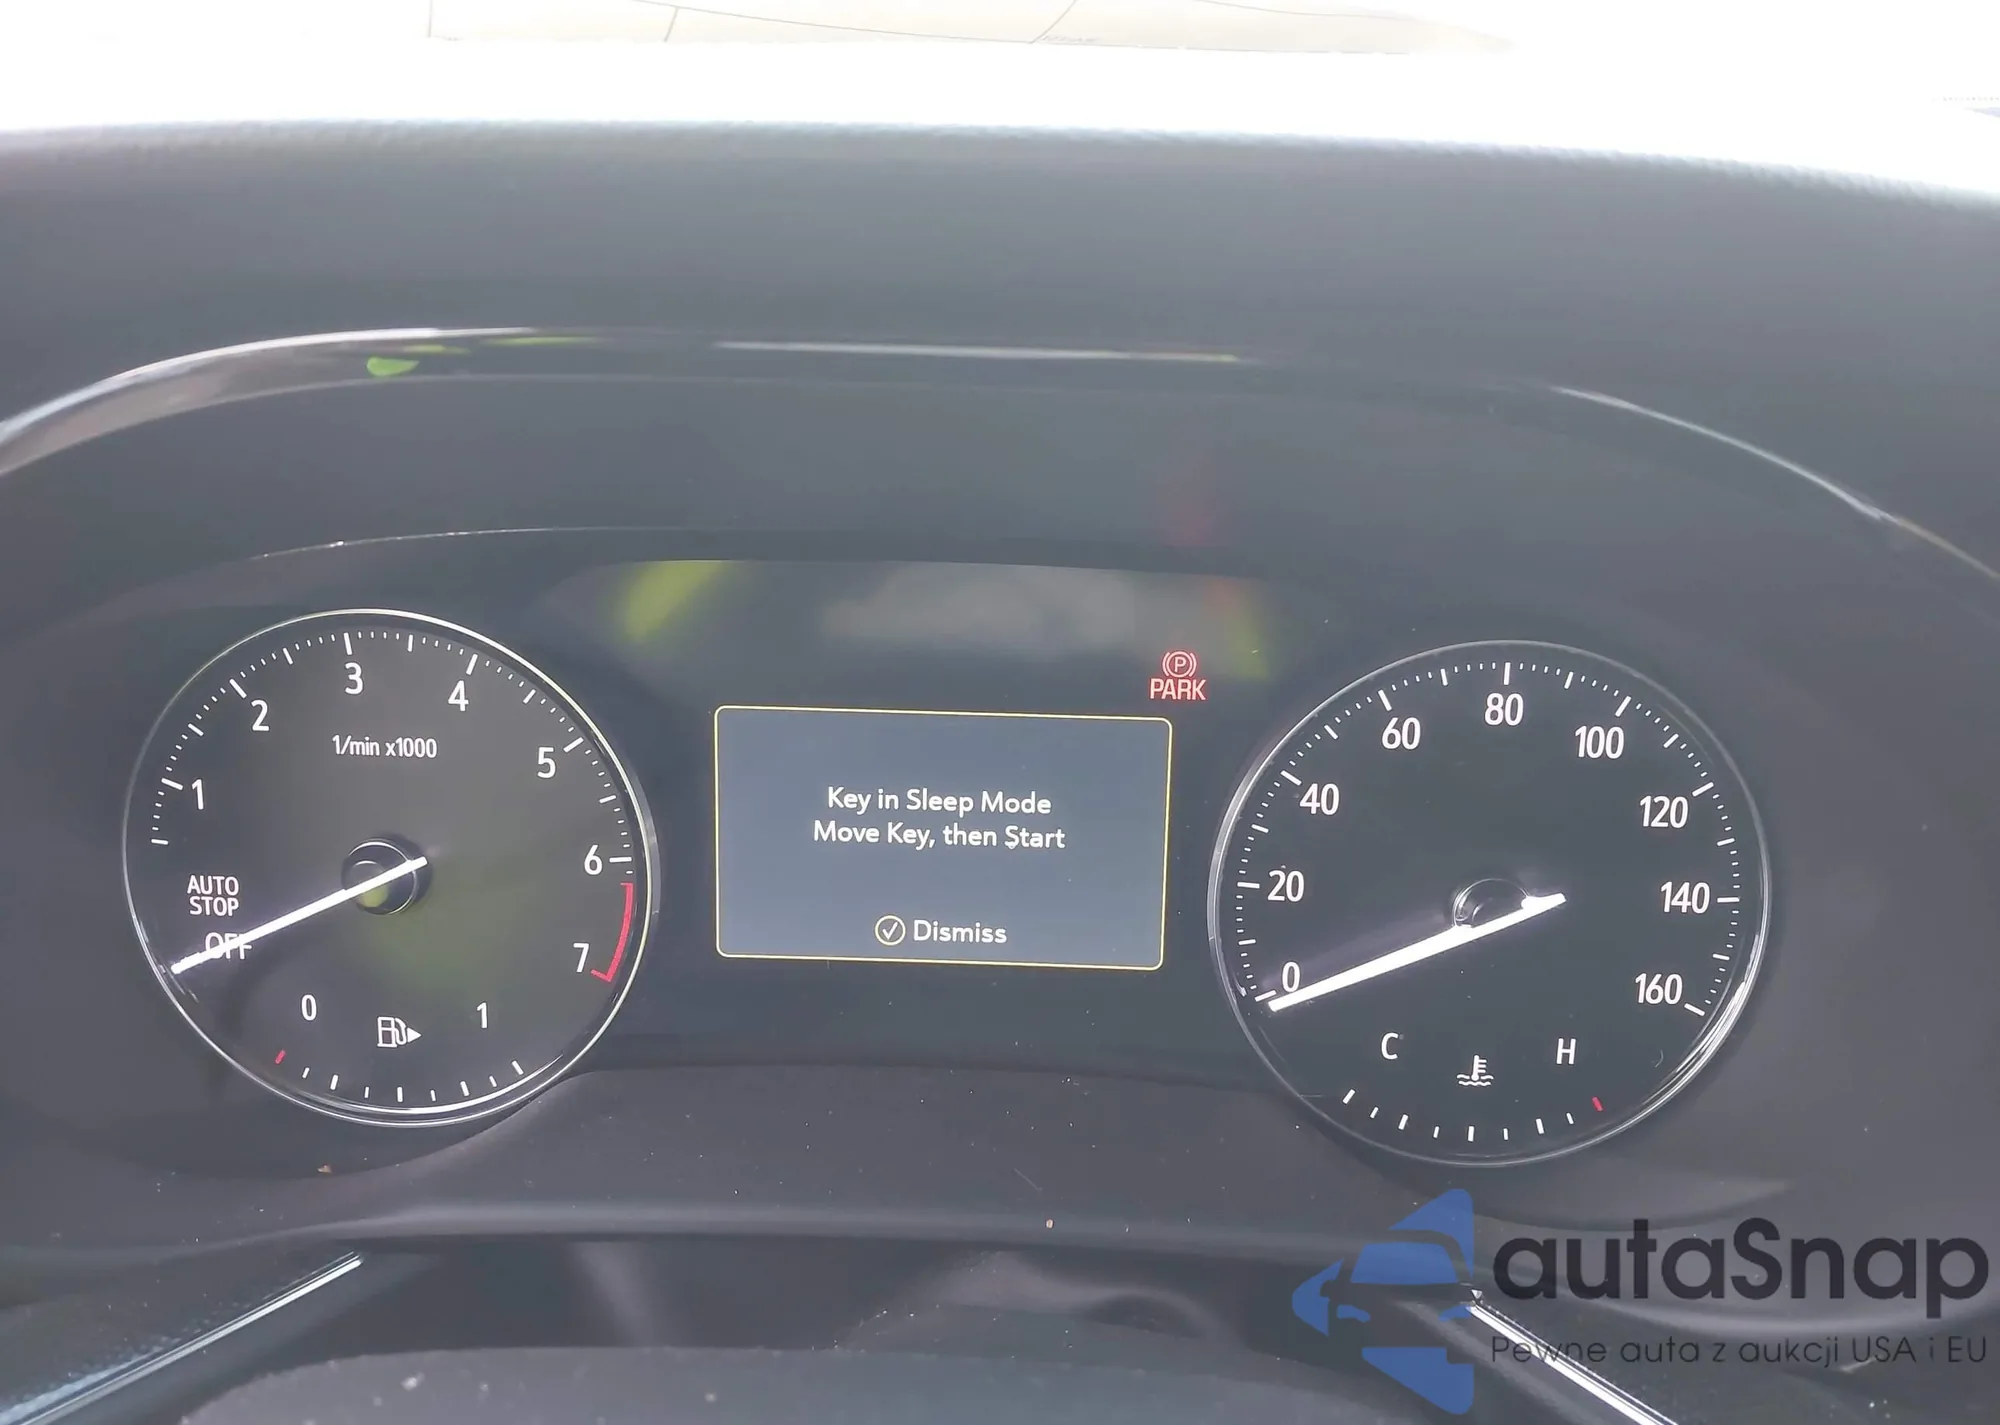 3
4
2
5
1/min x1000
1
6
AUTO
STOP
OFF
7
0
1
PARK
Key in Sleep Mode
Move Key, then Start
Dismiss
80
60
100
40
120
20
140
0
160
C
H
autaSnap
Pewne auta z aukcji USA i EU